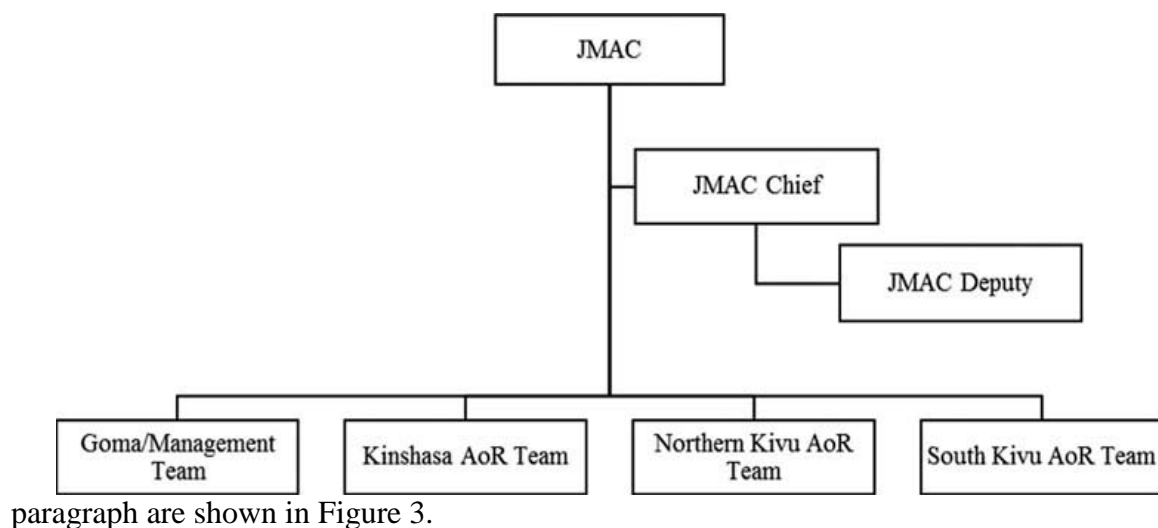 JMAC
JMAC Chief
JMAC Deputy
Goma/Management
Team
Kinshasa AoR Team
Northern Kivu AoR
Team
South Kivu AoR Team
paragraph are shown in Figure 3.